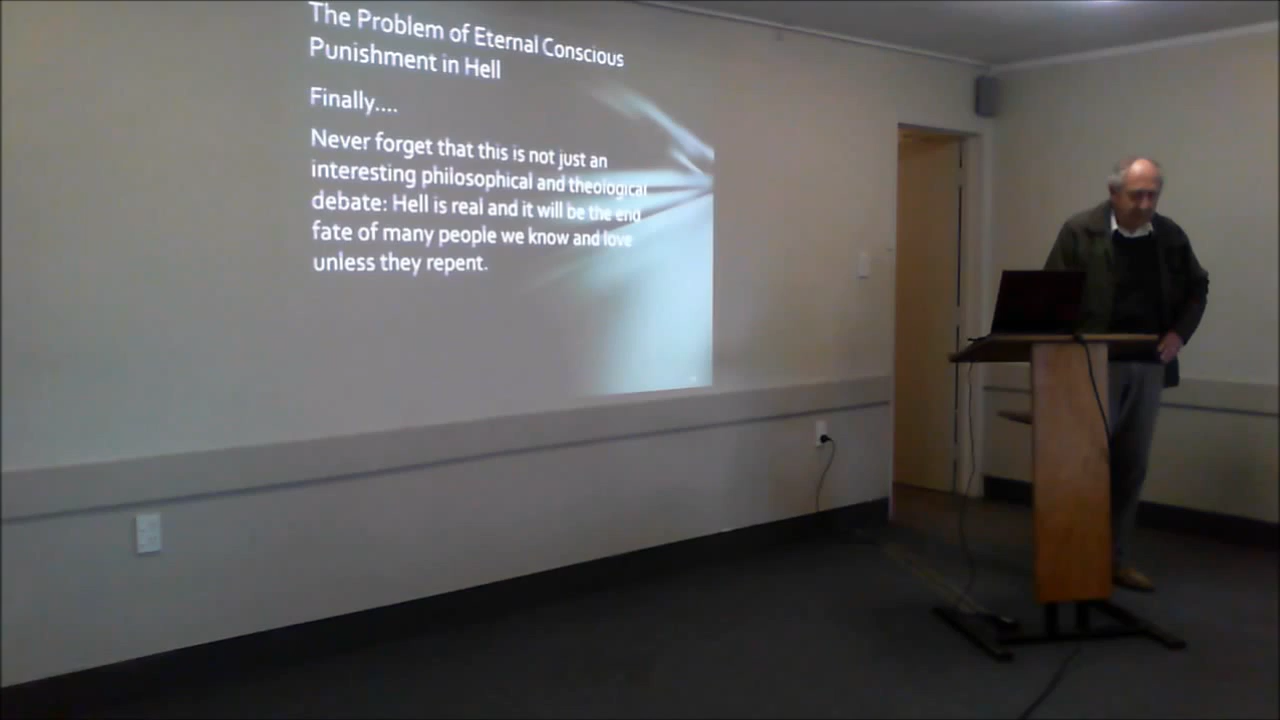 The Problem of Eternal Conscious
Punishment in Hell
Finally....
Never forget that this is not just an
interesting philosophical and theological
debate: Hell is real and it will be the end
fate of many people we know and love
unless they repent.